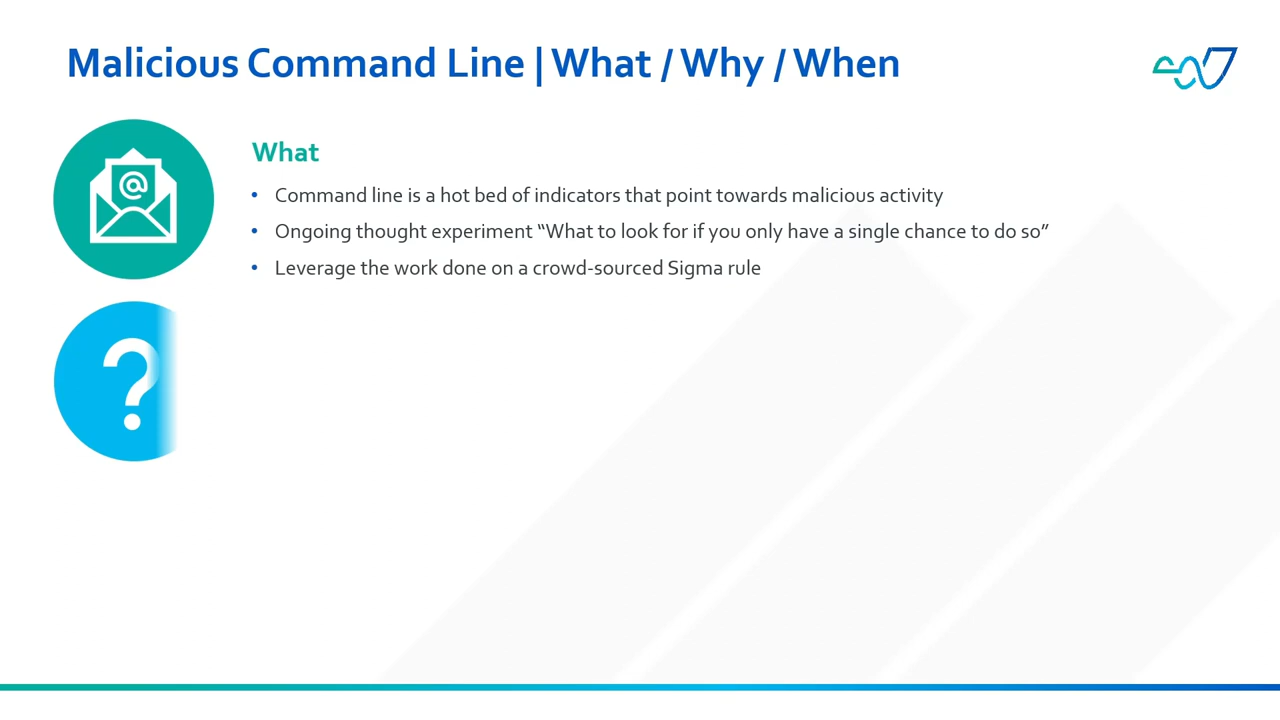 Malicious Command Line | What / Why / When
@
What
• Command line is a hot bed of indicators that point towards malicious activity
• Ongoing thought experiment “What to look for if you only have a single chance to do so”
• Leverage the work done on a crowd-sourced Sigma rule
?